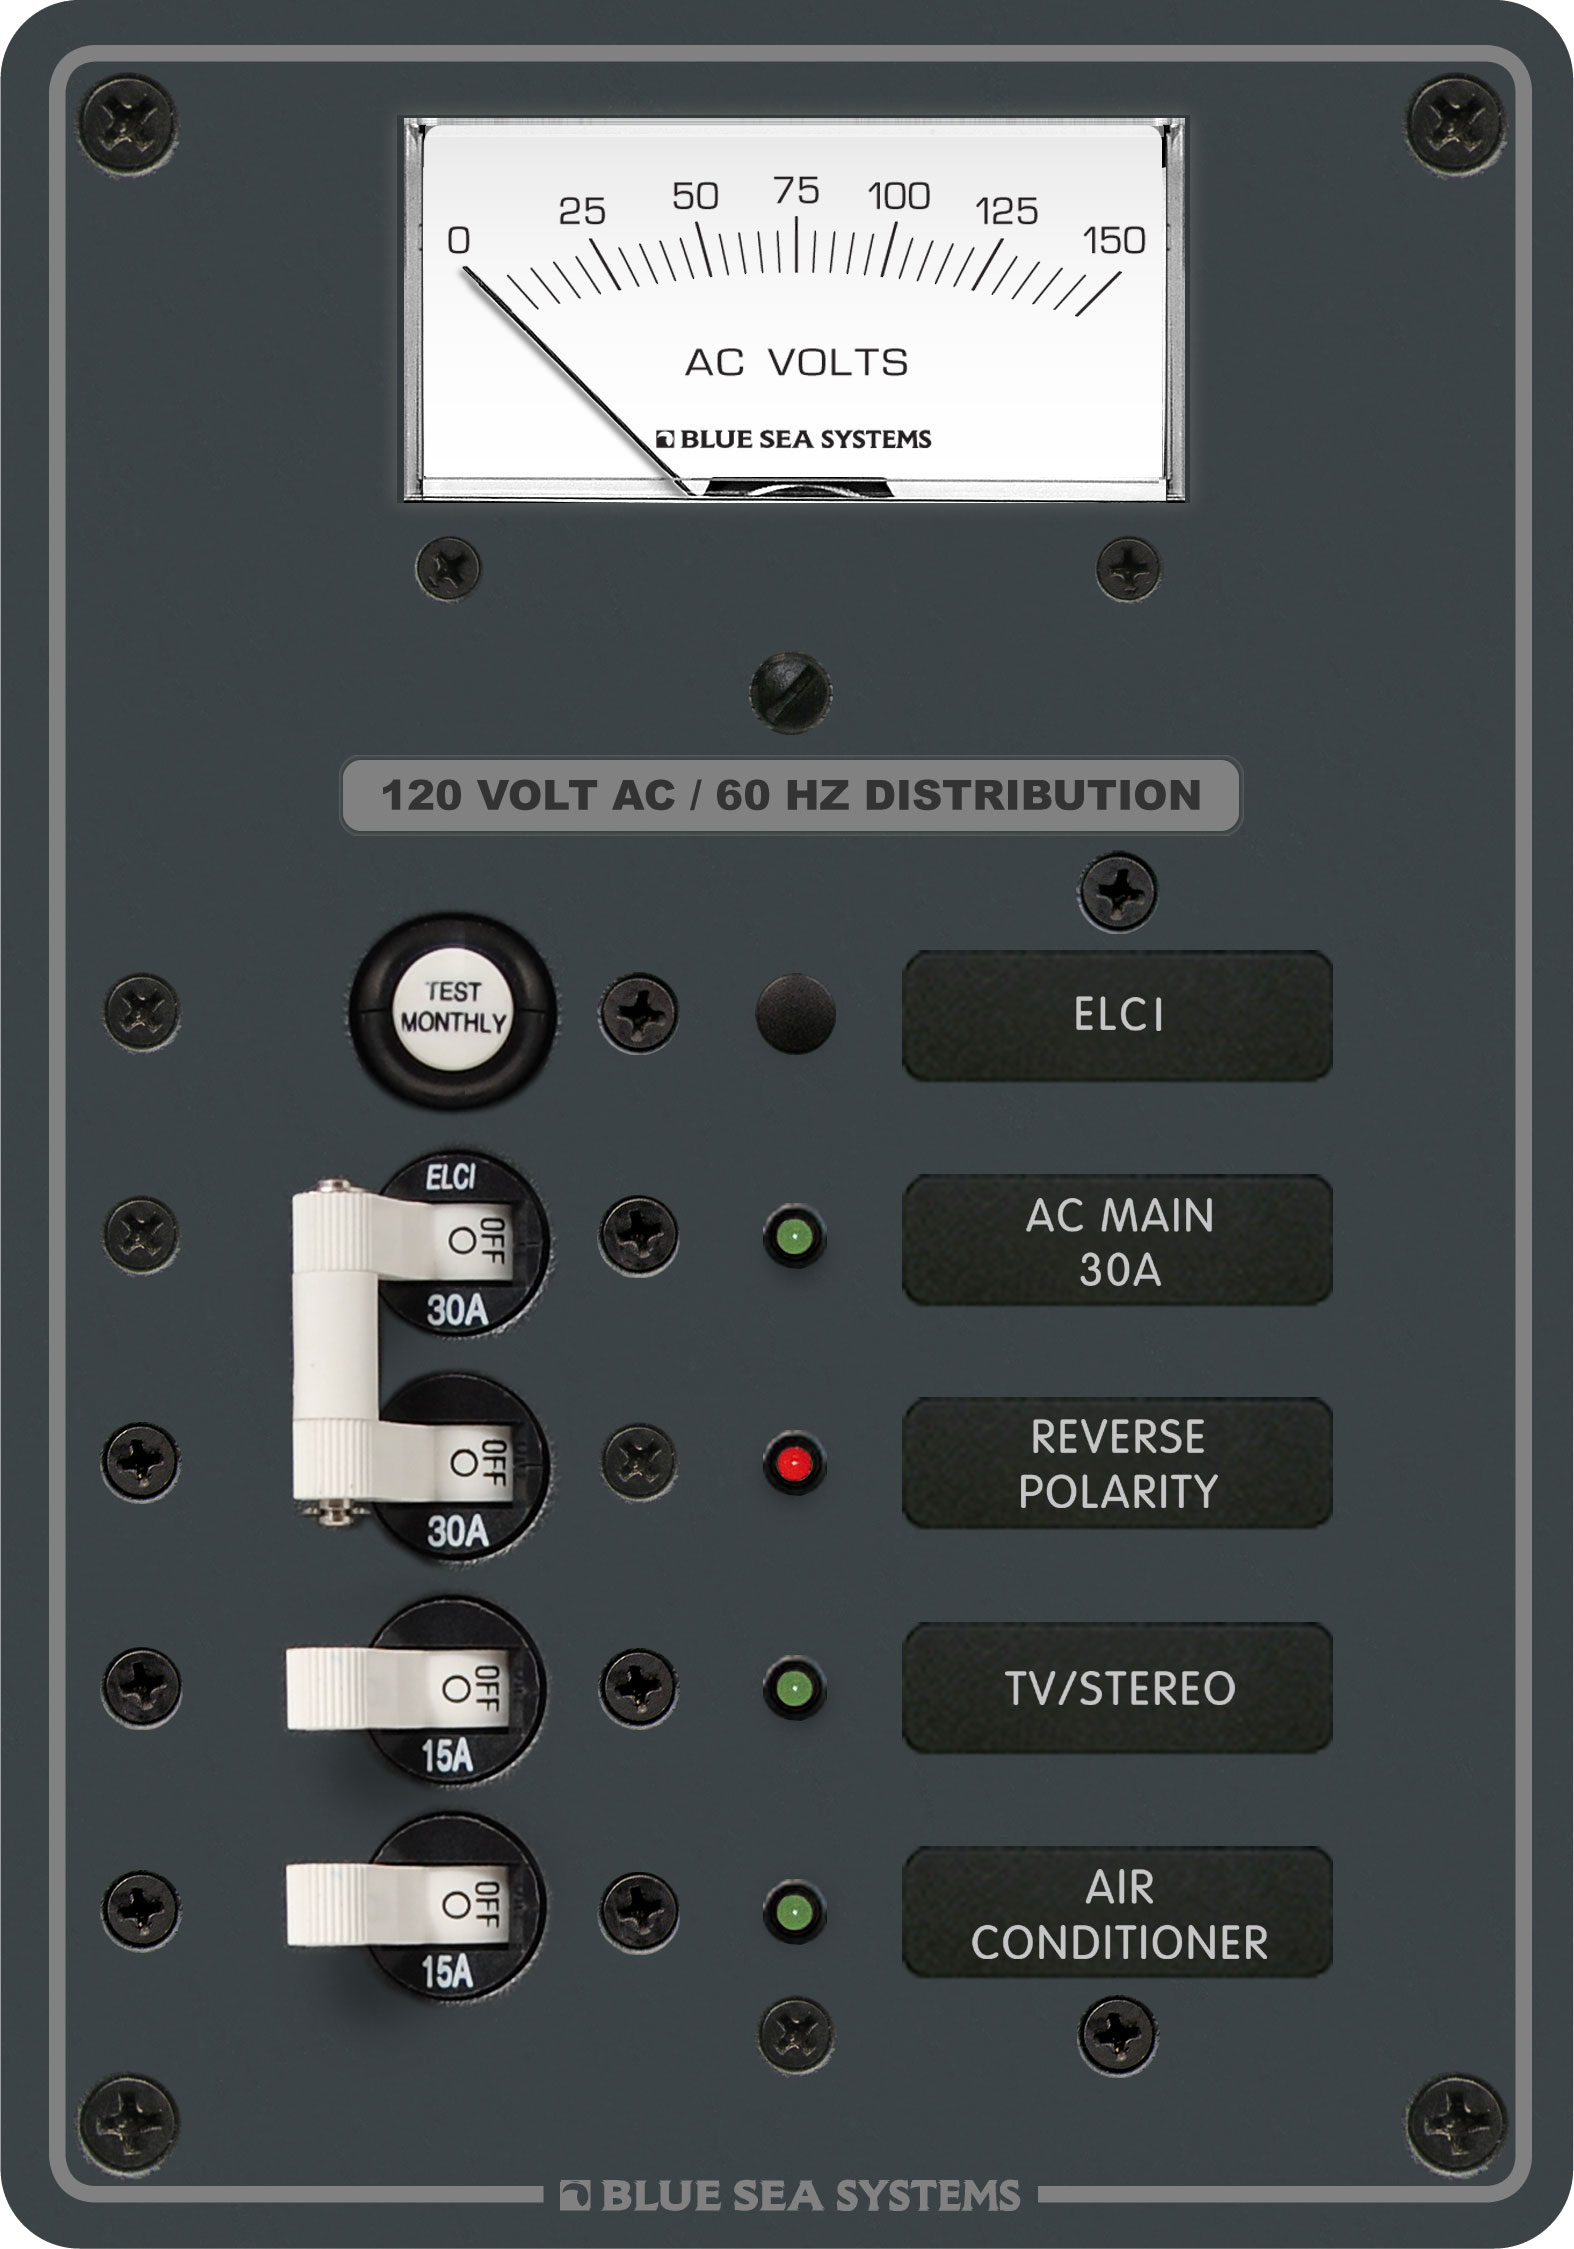 0 25 50 75 100 125 150
AC VOLTS
BLUE SEA SYSTEMS
120 VOLT AC / 60 HZ DISTRIBUTION
TEST
MONTHLY
ELCI
ELCI
OFF
30A
AC MAIN
30A
OFF
30A
REVERSE
POLARITY
OFF
15A
TV/STEREO
OFF
15A
AIR
CONDITIONER
BLUE SEA SYSTEMS